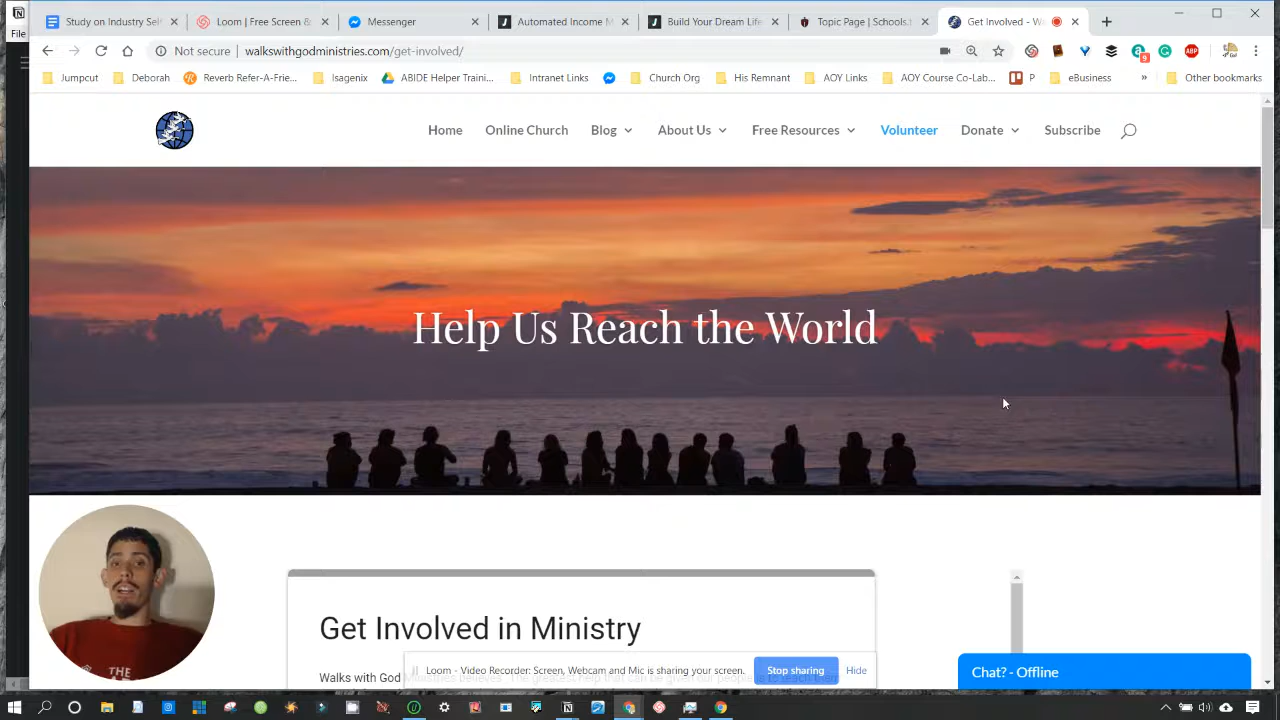 Study on Industry Sel
Loom | Free Screen &
Messenger
Automated Income M
Build Your Dream Life
Topic Page | Schools
Get Involved - W
File
Not secure | walkswithgodministries.com/get-involved/
9
ABP
Jumpcut
Deborah
Reverb Refer-A-Frie...
Isagenix
ABIDE Helper Traini...
Intranet Links
Church Org
His Remnant
AOY Links
AOY Course Co-Lab...
P
eBusiness
»
Other bookmarks
Home
Online Church
Blog
About Us
Free Resources
Volunteer
Donate
Subscribe
Help Us Reach the World
THE
Get Involved in Ministry
Walks with God
Loom - Video Recorder: Screen, Webcam and Mic is sharing your screen.
Stop sharing
Hide
Chat? - Offline